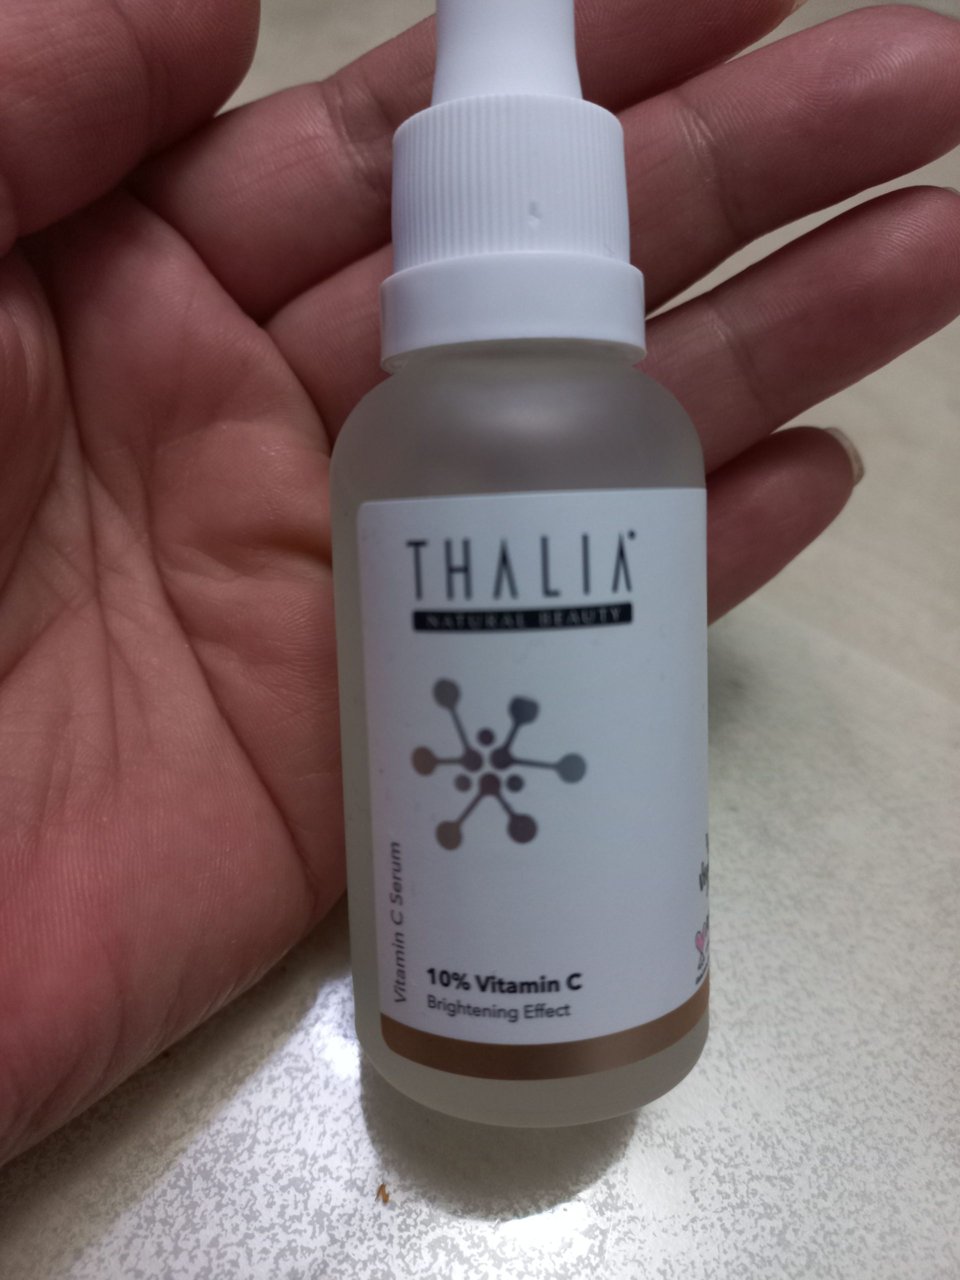 THALIA
NATURAL BEAUTY
Vitamin C Serum
10% Vitamin C
Brightening Effect